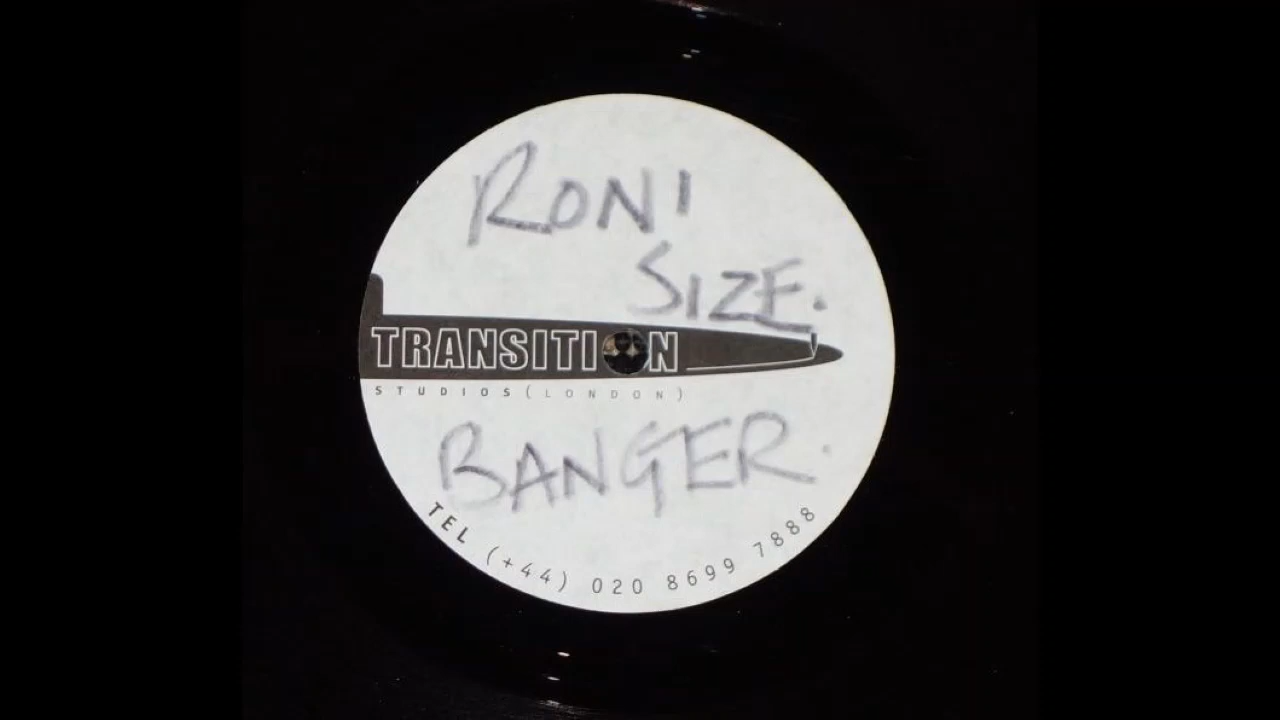 RONI
SIZE.
TRANSITION
STUDIOS (LONDON)
BANGER.
TEL (+44) 020 8699 7888